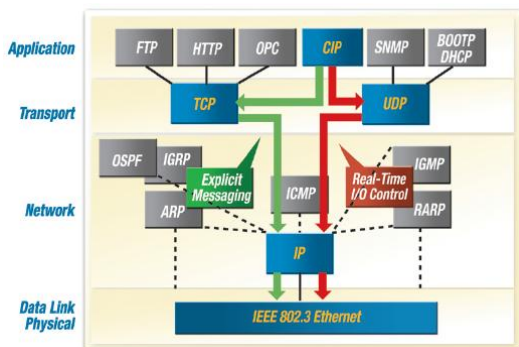 Application
FTP
HTTP
OPC
CIP
SNMP
BOOTP
DHCP
Transport
TCP
UDP
OSPF
IGRP
ARP
Explicit
Messaging
ICMP
Real-Time
I/O Control
IGMP
RARP
Network
IP
Data Link
Physical
IEEE 802.3 Ethernet